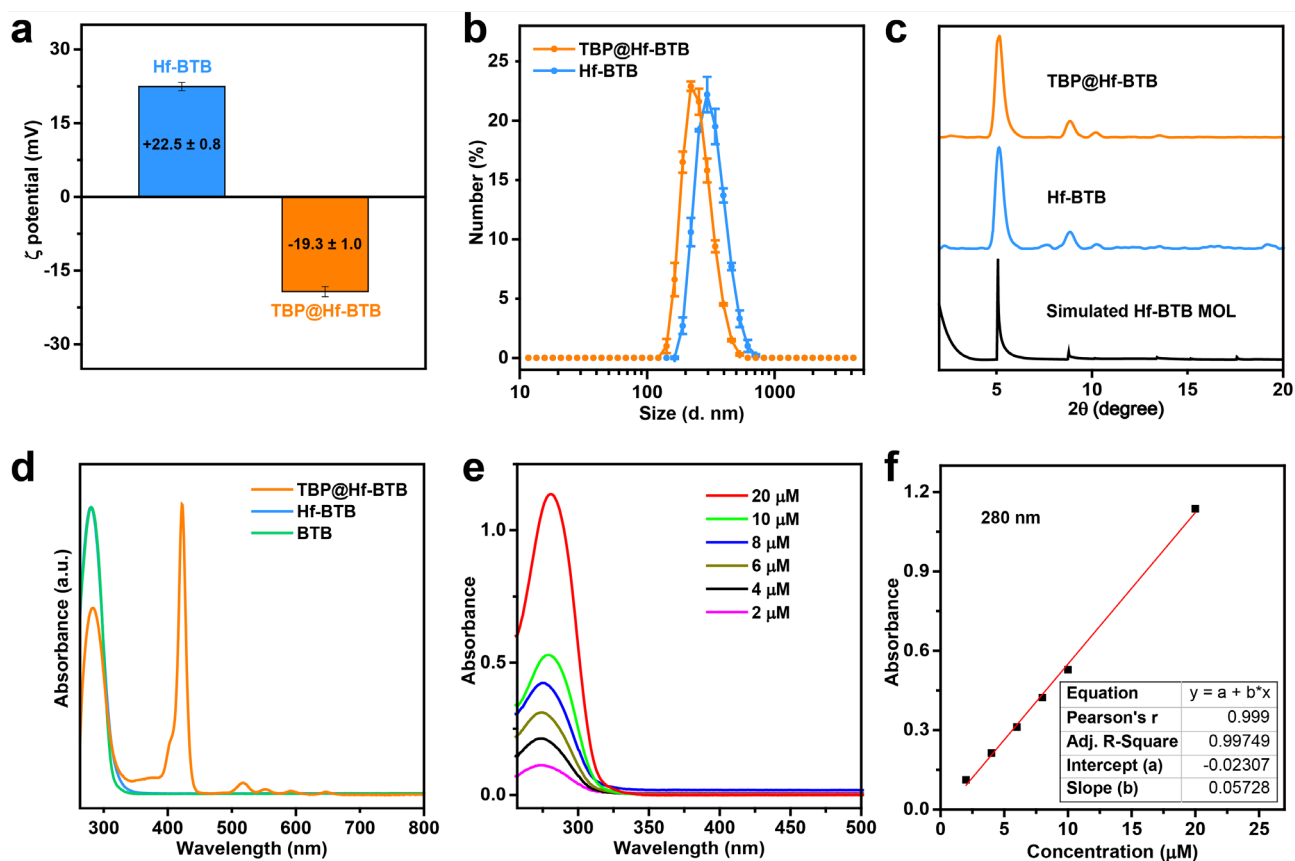 a
30
15
0
-15
-30
ζ potential (mV)
Hf-BTB
+22.5 ± 0.8
-19.3 ± 1.0
TBP@Hf-BTB
b
TBP@Hf-BTB
Hf-BTB
25
20
15
10
5
0
Number (%)
10 100 1000
Size (d. nm)
c
TBP@Hf-BTB
Hf-BTB
Simulated Hf-BTB MOL
5 10 15 20
2θ (degree)
d
TBP@Hf-BTB
Hf-BTB
BTB
Absorbance (a.u.)
300 400 500 600 700 800
Wavelength (nm)
e
20 μM
10 μM
8 μM
6 μM
4 μM
2 μM
1.0
0.5
0.0
Absorbance
300 350 400 450 500
Wavelength (nm)
f
280 nm
1.2
0.9
0.6
0.3
0.0
Absorbance
Equation y = a + b*x
Pearson's r 0.999
Adj. R-Square 0.99749
Intercept (a) -0.02307
Slope (b) 0.05728
0 5 10 15 20 25
Concentration (μM)